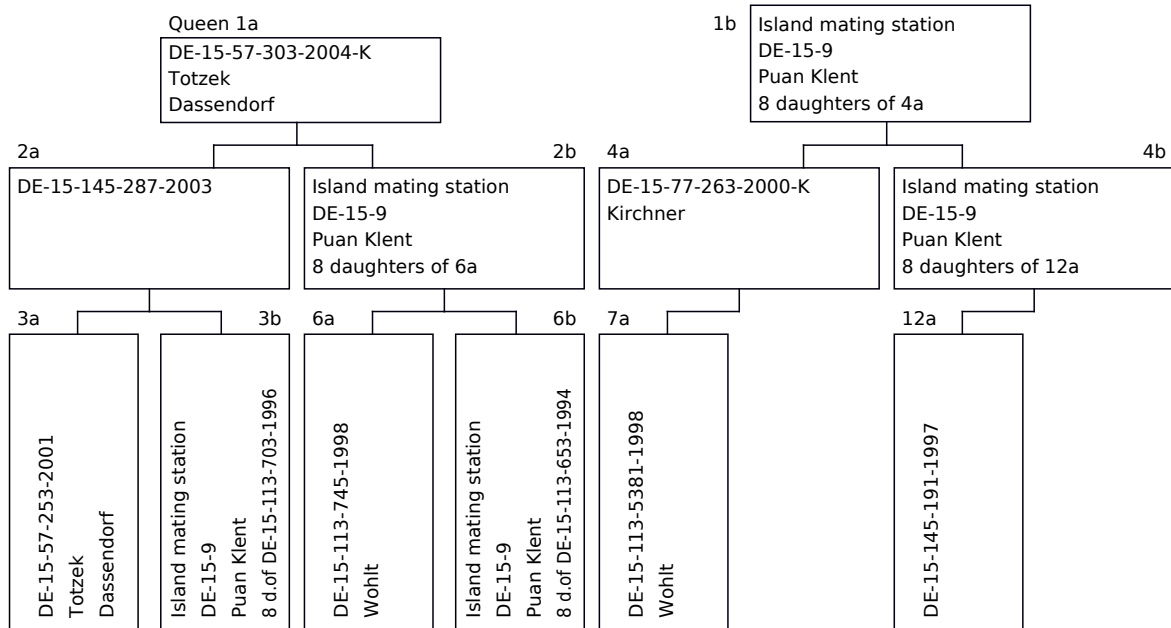 Queen 1a
DE-15-57-303-2004-K
Totzek
Dassendorf
1b
Island mating station
DE-15-9
Puan Klent
8 daughters of 4a
2a
DE-15-145-287-2003
2b
Island mating station
DE-15-9
Puan Klent
8 daughters of 6a
4a
DE-15-77-263-2000-K
Kirchner
4b
Island mating station
DE-15-9
Puan Klent
8 daughters of 12a
3a
DE-15-57-253-2001
Totzek
Dassendorf
3b
Island mating station
DE-15-9
Puan Klent
8 d.of DE-15-113-703-1996
6a
DE-15-113-745-1998
Wohlt
6b
Island mating station
DE-15-9
Puan Klent
8 d.of DE-15-113-653-1994
7a
DE-15-113-5381-1998
Wohlt
12a
DE-15-145-191-1997